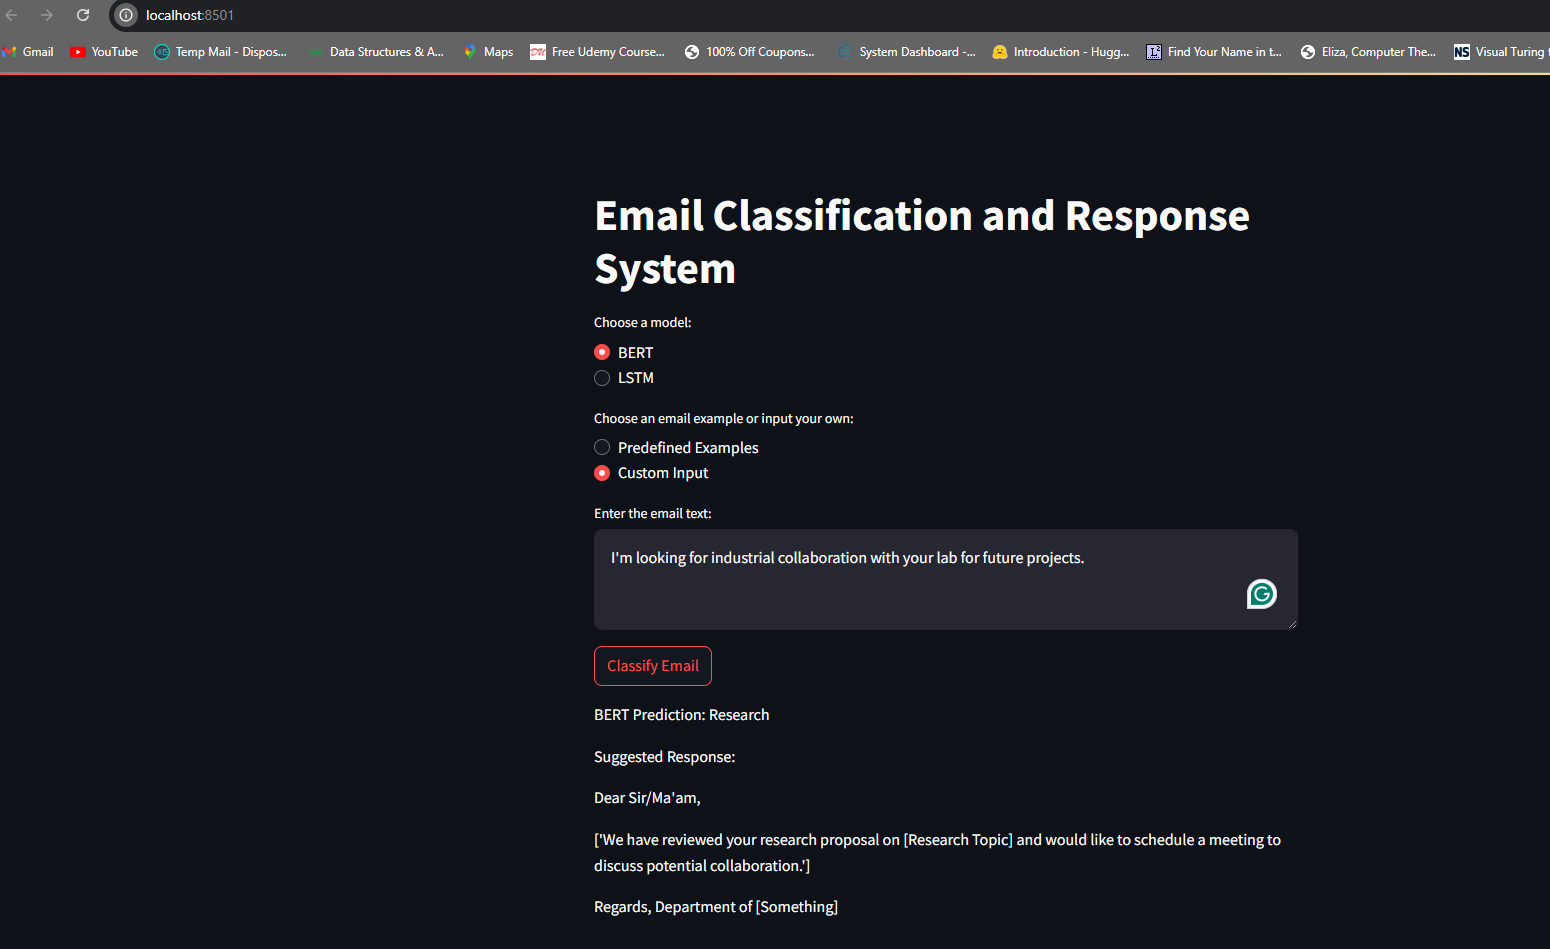 localhost:8501
Gmail YouTube Temp Mail - Dispos... Data Structures & A... Maps DU Free Udemy Course... 100% Off Coupons... System Dashboard -... Introduction - Hugg... L Find Your Name in t... Eliza, Computer The... NS Visual Turing
Email Classification and Response
System
Choose a model:
BERT
LSTM
Choose an email example or input your own:
Predefined Examples
Custom Input
Enter the email text:
I'm looking for industrial collaboration with your lab for future projects.
Classify Email
BERT Prediction: Research
Suggested Response:
Dear Sir/Ma'am,
['We have reviewed your research proposal on [Research Topic] and would like to schedule a meeting to
discuss potential collaboration.']
Regards, Department of [Something]